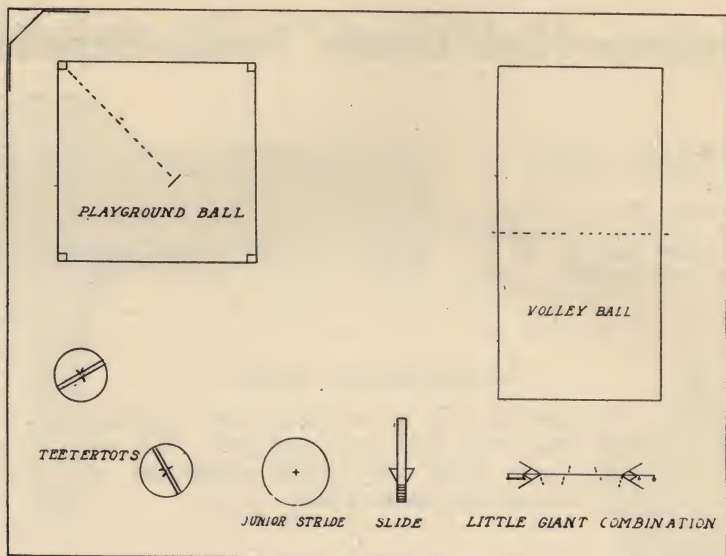 PLAYGROUND BALL
VOLLEY BALL
TEETERTOTS
JUNIOR STRIDE
SLIDE
LITTLE GIANT COMBINATION